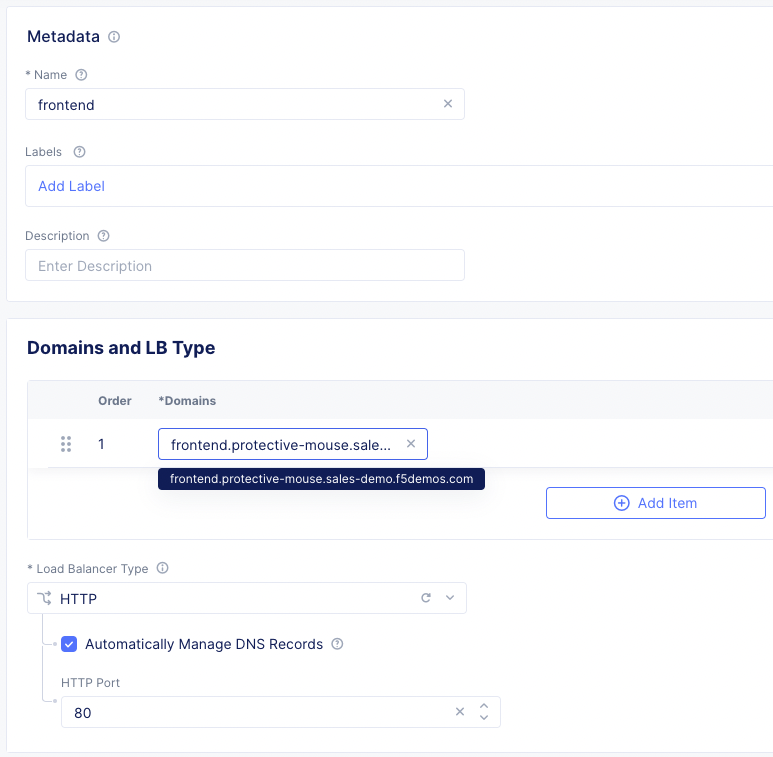 Metadata
* Name
frontend
Labels
Add Label
Description
Enter Description
Domains and LB Type
Order *Domains
1 frontend.protective-mouse.sale...
frontend.protective-mouse.sales-demo.f5demos.com
Add Item
* Load Balancer Type
HTTP
Automatically Manage DNS Records
HTTP Port
80